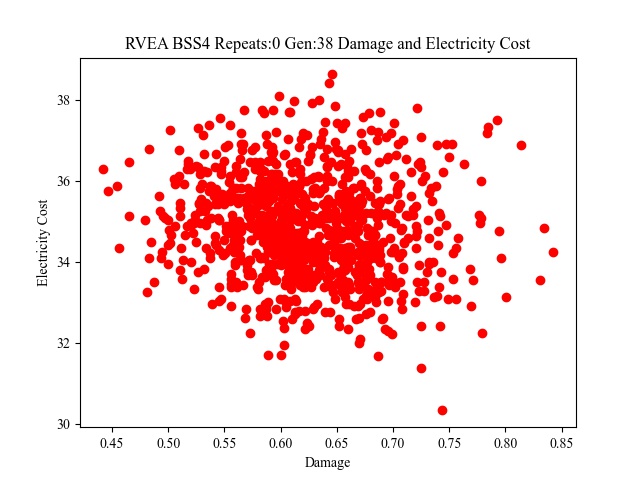 RVEA BSS4 Repeats:0 Gen:38 Damage and Electricity Cost
Electricity Cost
38
36
34
32
30
0.45 0.50 0.55 0.60 0.65 0.70 0.75 0.80 0.85
Damage